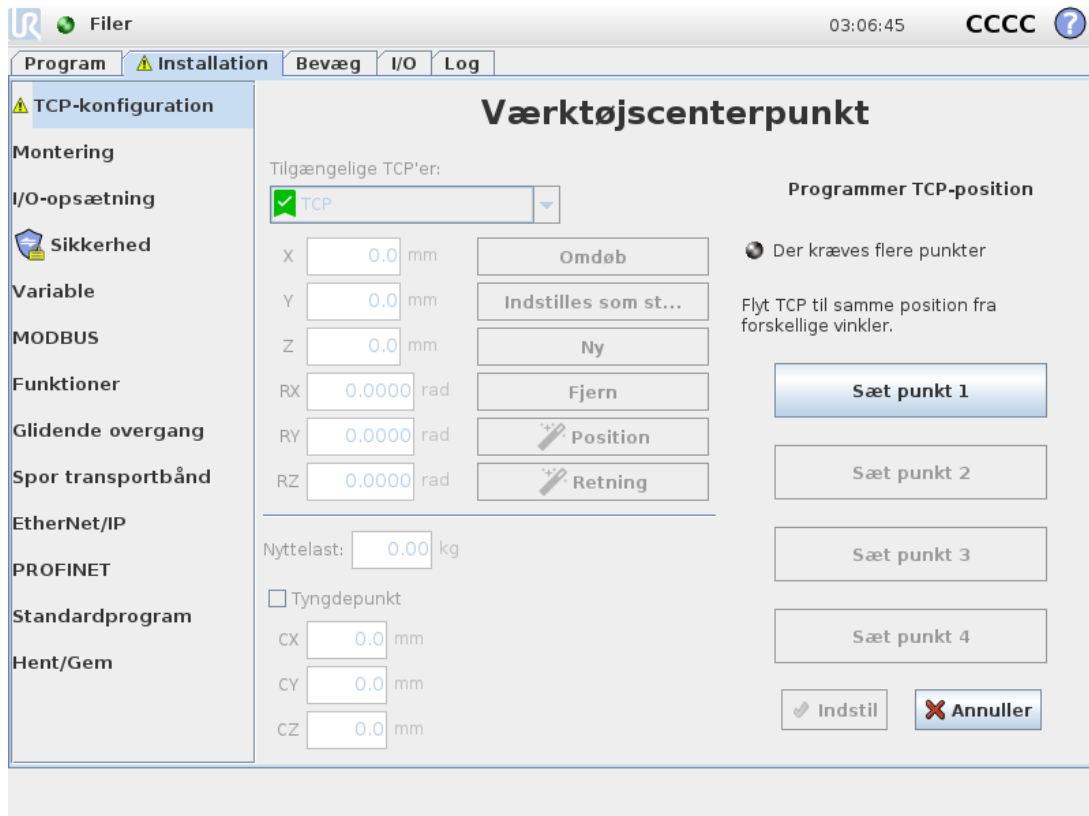 UR Filer 03:06:45 CCCC ?
Program Installation Bevæg I/O Log
TCP-konfiguration
Montering
I/O-opsætning
Sikkerhed
Variable
MODBUS
Funktioner
Glidende overgang
Spor transportbånd
EtherNet/IP
PROFINET
Standardprogram
Hent/Gem
Værktøjscenterpunkt
Tilgængelige TCP'er:
TCP
X 0.0 mm Omdøb
Y 0.0 mm Indstilles som st...
Z 0.0 mm Ny
RX 0.0000 rad Fjern
RY 0.0000 rad Position
RZ 0.0000 rad Retning
Nyttelast: 0.00 kg
Tyngdepunkt
CX 0.0 mm
CY 0.0 mm
CZ 0.0 mm
Programmer TCP-position
Der kræves flere punkter
Flyt TCP til samme position fra
forskellige vinkler.
Sæt punkt 1
Sæt punkt 2
Sæt punkt 3
Sæt punkt 4
Indstil Annuller